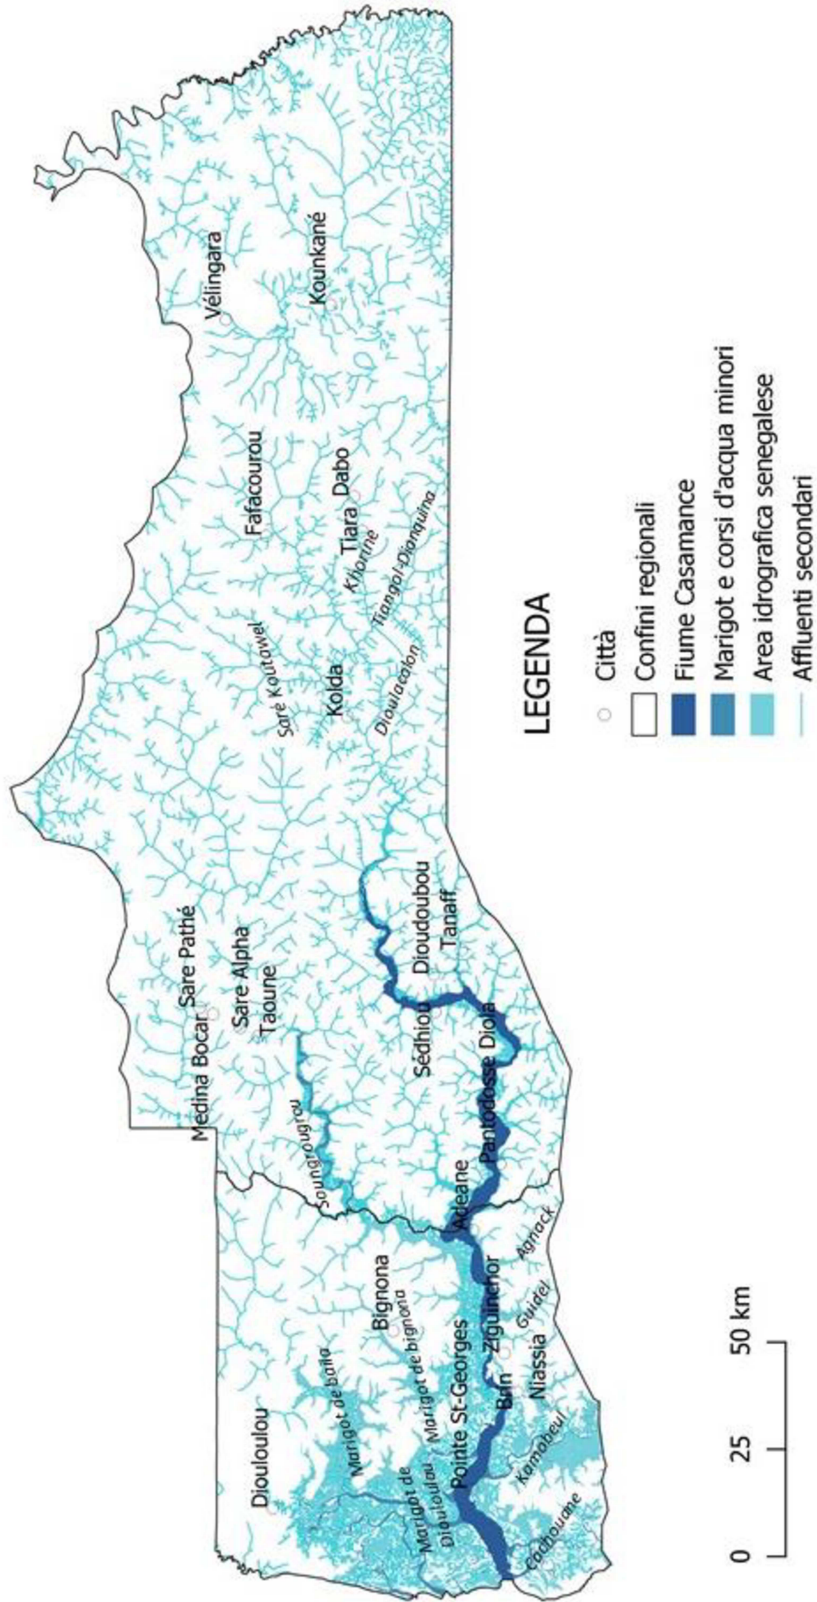 Sare Pathé
Medina Bocar
Vélingara
Sare Alpha
Taoune
Fafacourou
Diouloulou
Saré Koutawel
Soungrougrou
Kounkané
Kolda
Dabo
Tiara
Marigot de baila
Khorine
Bignona
Dioulacalon
Tiangol-Dianguina
Marigot de bignona
Marigot de
Diouloulou
Sédhiou
Dioudoubou
Tanaff
Pointe St-Georges
Adeane
Pantodosse Diola
Ziguinchor
Brin
Niassia
Guidel
Agnack
Kamobeul
Cachouane
LEGENDA
Città
Confini regionali
Fiume Casamance
Marigot e corsi d'acqua minori
Area idrografica senegalese
Affluenti secondari
0 25 50 km